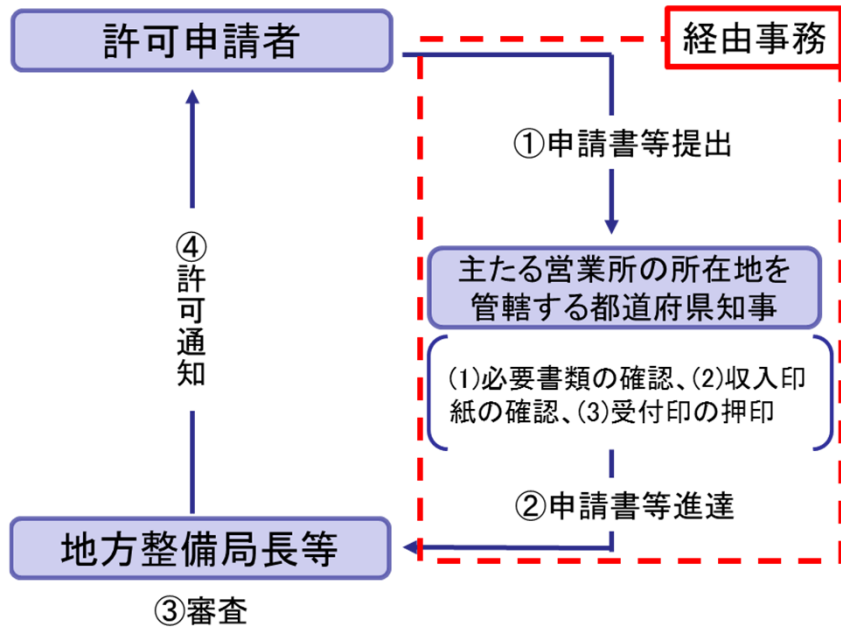 許可申請者
経由事務
①申請書等提出
主たる営業所の所在地を
管轄する都道府県知事
(1)必要書類の確認、(2)収入印
紙の確認、(3)受付印の押印
②申請書等進達
地方整備局長等
③審査
④許可通知